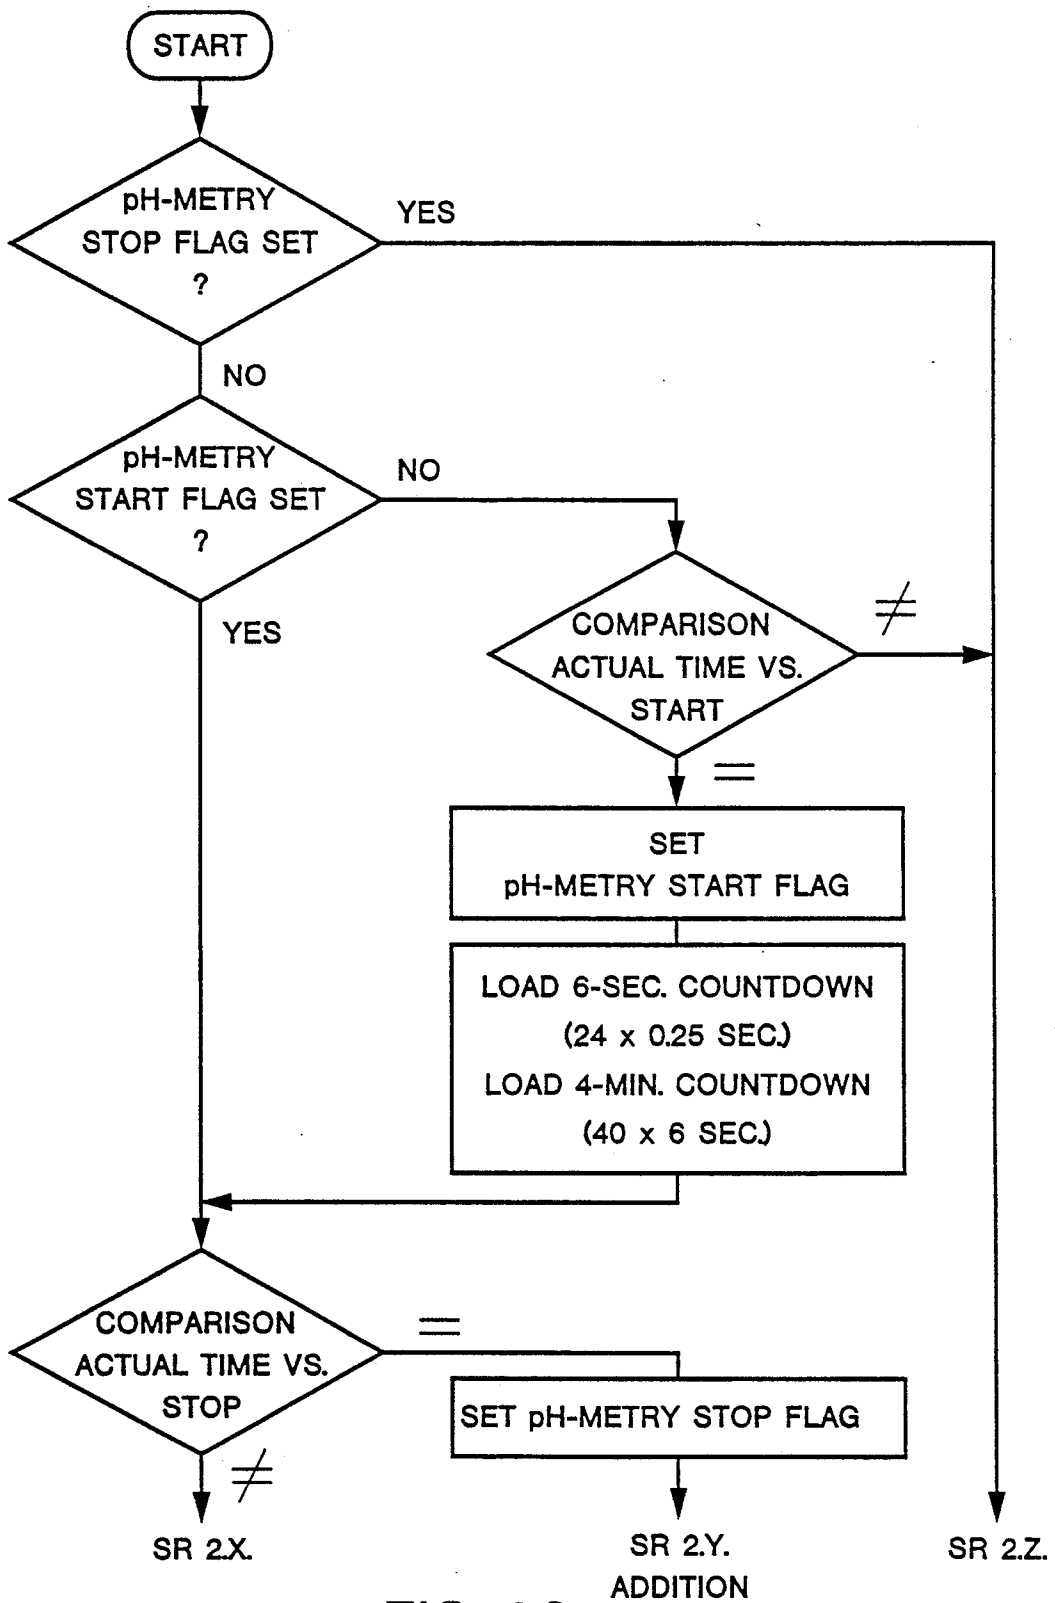 START
pH-METRY
STOP FLAG SET
?
YES
NO
pH-METRY
START FLAG SET
?
NO
YES
COMPARISON
ACTUAL TIME VS.
START
≠
=
SET
pH-METRY START FLAG
LOAD 6-SEC. COUNTDOWN
(24 x 0.25 SEC.)
LOAD 4-MIN. COUNTDOWN
(40 x 6 SEC.)
COMPARISON
ACTUAL TIME VS.
STOP
=
≠
SET pH-METRY STOP FLAG
SR 2.X.
SR 2.Y.
ADDITION
SR 2.Z.